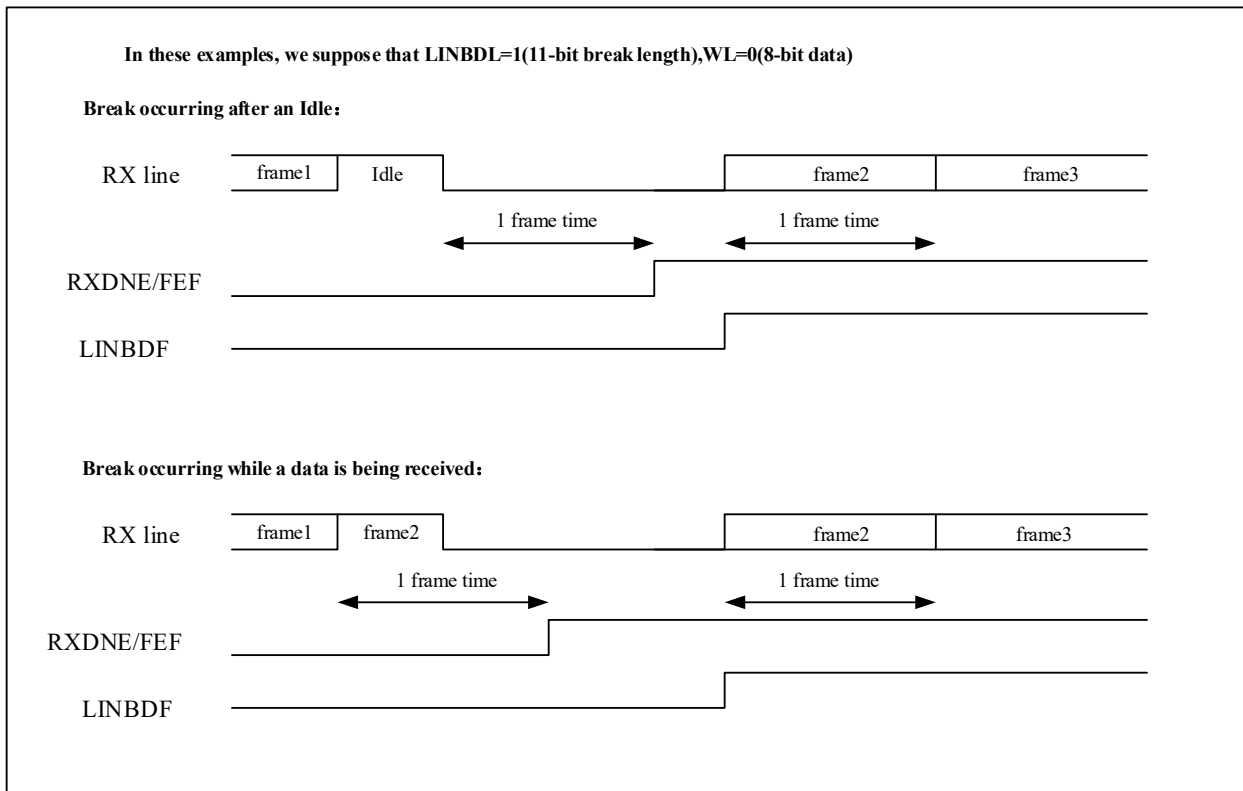 In these examples, we suppose that LINBDL=1(11-bit break length),WL=0(8-bit data)
Break occurring after an Idle：
RX line frame1 Idle frame2 frame3
1 frame time 1 frame time
RXDNE/FEF
LINBDF
Break occurring while a data is being received：
RX line frame1 frame2 frame2 frame3
1 frame time 1 frame time
RXDNE/FEF
LINBDF